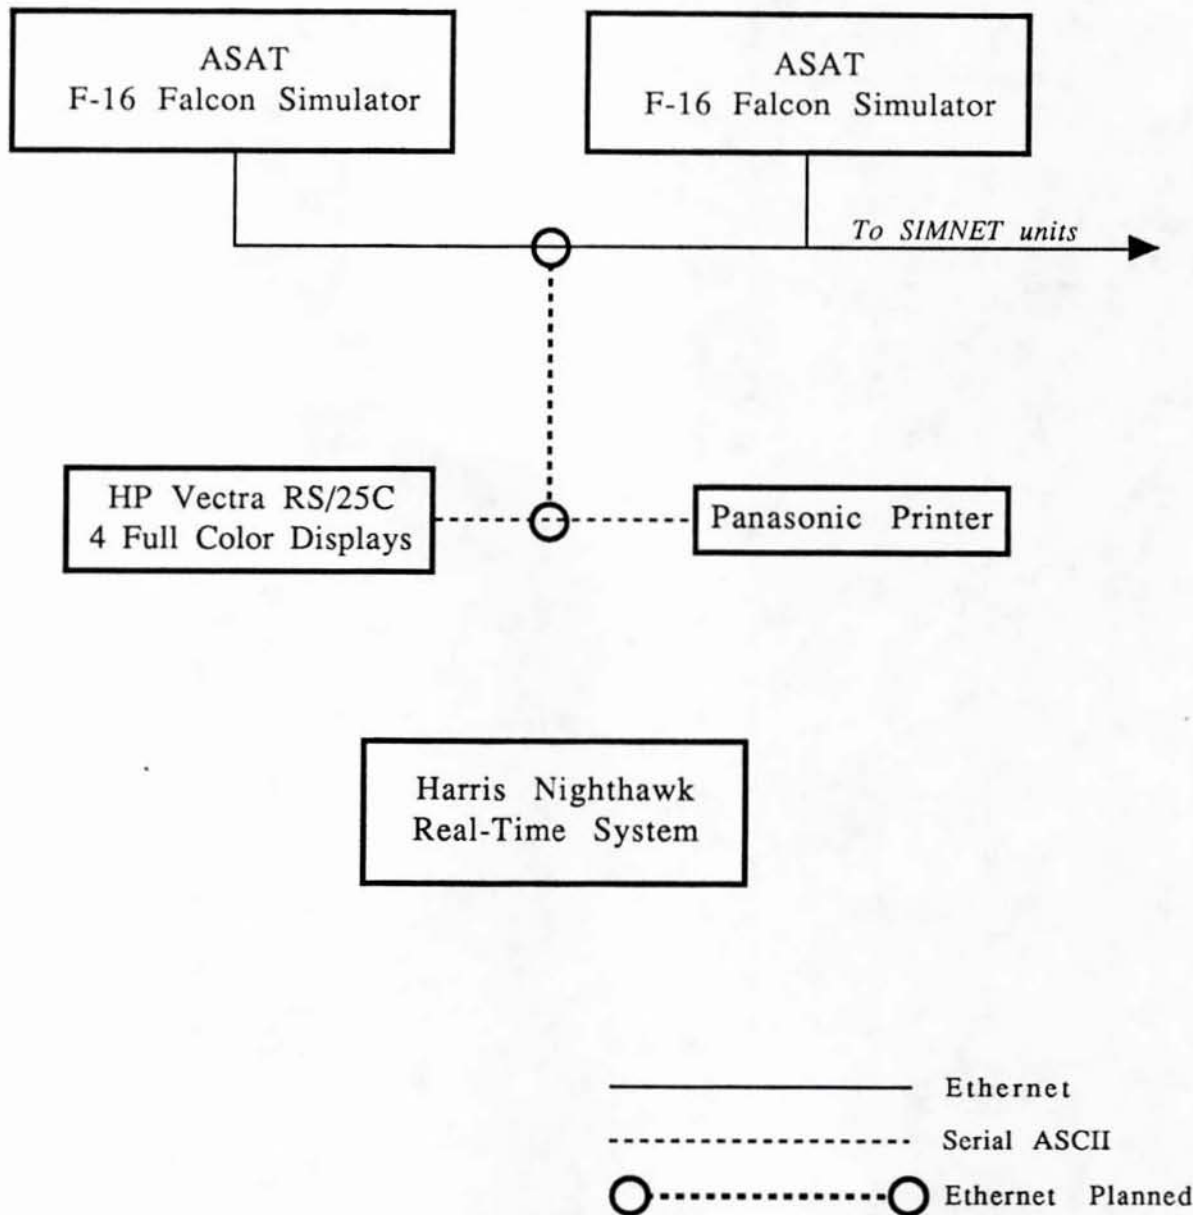 ASAT
F-16 Falcon Simulator
ASAT
F-16 Falcon Simulator
To SIMNET units
HP Vectra RS/25C
4 Full Color Displays
Panasonic Printer
Harris Nighthawk
Real-Time System
Ethernet
Serial ASCII
Ethernet Planned